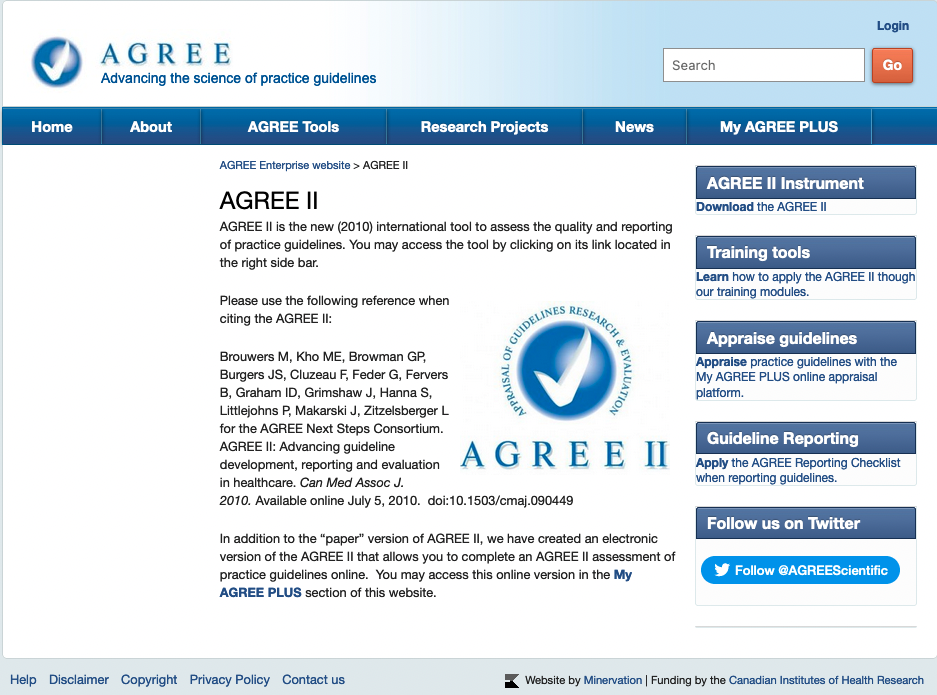 Login
AGREE
Advancing the science of practice guidelines
Search
Go
Home
About
AGREE Tools
Research Projects
News
My AGREE PLUS
AGREE Enterprise website > AGREE II
AGREE II
AGREE II is the new (2010) international tool to assess the quality and reporting
of practice guidelines. You may access the tool by clicking on its link located in
the right side bar.
Please use the following reference when
citing the AGREE II:
Brouwers M, Kho ME, Browman GP,
Burgers JS, Cluzeau F, Feder G, Fervers
B, Graham ID, Grimshaw J, Hanna S,
Littlejohns P, Makarski J, Zitzelsberger L
for the AGREE Next Steps Consortium.
AGREE II: Advancing guideline
development, reporting and evaluation
in healthcare. Can Med Assoc J.
2010. Available online July 5, 2010.  doi:10.1503/cmaj.090449
APPRAISAL OF GUIDELINES RESEARCH & EVALUATION
AGREE II
In addition to the “paper” version of AGREE II, we have created an electronic
version of the AGREE II that allows you to complete an AGREE II assessment of
practice guidelines online.  You may access this online version in the My
AGREE PLUS section of this website.
AGREE II Instrument
Download the AGREE II
Training tools
Learn how to apply the AGREE II though
our training modules.
Appraise guidelines
Appraise practice guidelines with the
My AGREE PLUS online appraisal
platform.
Guideline Reporting
Apply the AGREE Reporting Checklist
when reporting guidelines.
Follow us on Twitter
Follow @AGREEScientific
Help
Disclaimer
Copyright
Privacy Policy
Contact us
Website by Minervation | Funding by the Canadian Institutes of Health Research